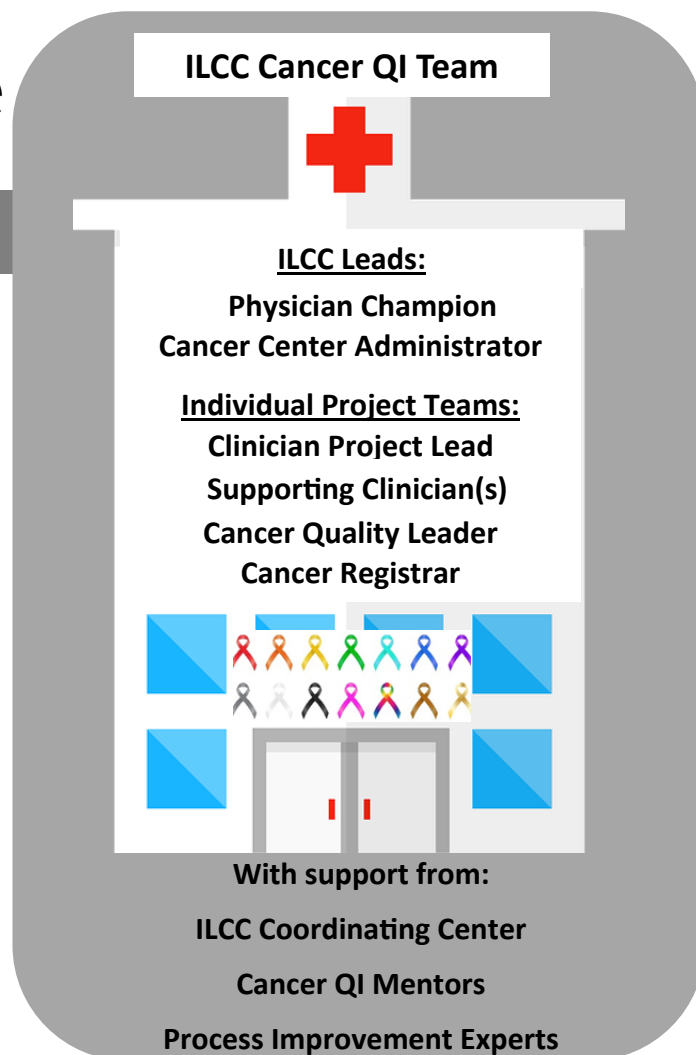 ILCC Cancer QI Team
ILCC Leads:
Physician Champion
Cancer Center Administrator
Individual Project Teams:
Clinician Project Lead
Supporting Clinician(s)
Cancer Quality Leader
Cancer Registrar
With support from:
ILCC Coordinating Center
Cancer QI Mentors
Process Improvement Experts